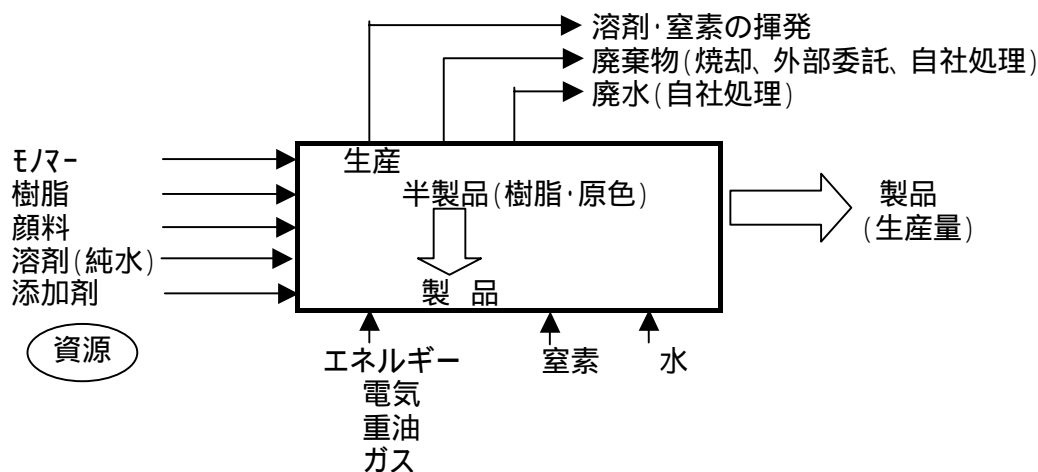 溶剤･窒素の揮発
廃棄物(焼却、外部委託、自社処理)
廃水(自社処理)
ﾓﾉﾏｰ
樹脂
顔料
溶剤(純水)
添加剤
資源
生産
半製品(樹脂･原色)
製 品
製品
(生産量)
エネルギー
電気
重油
ガス
窒素
水